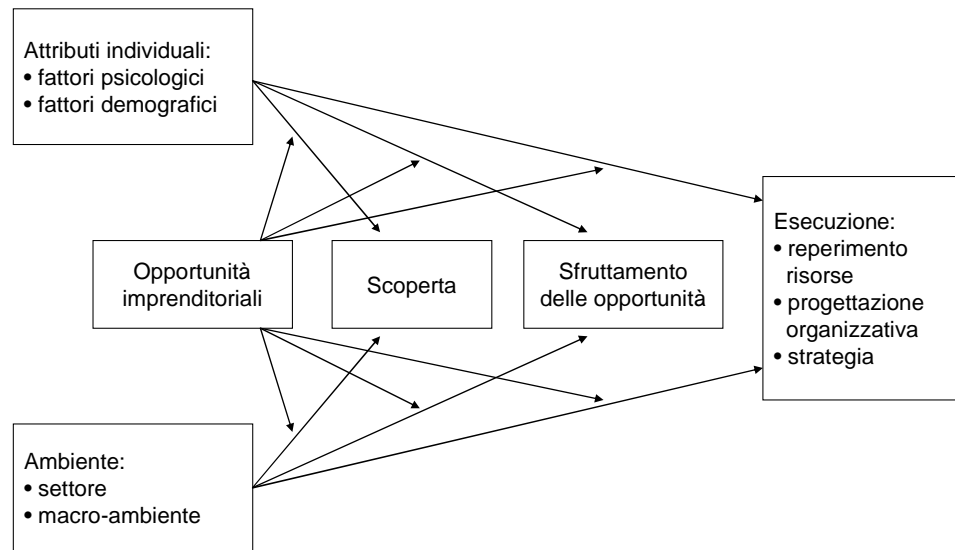 Attributi individuali:
• fattori psicologici
• fattori demografici
Opportunità
imprenditoriali
Scoperta
Sfruttamento
delle opportunità
Esecuzione:
• reperimento
risorse
• progettazione
organizzativa
• strategia
Ambiente:
• settore
• macro-ambiente